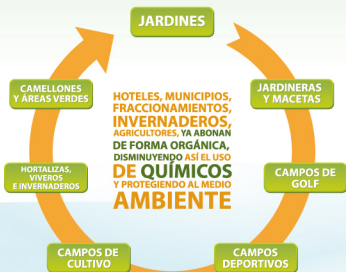 JARDINES
JARDINERAS
Y MACETAS
CAMPOS DE
GOLF
CAMPOS
DEPORTIVOS
CAMPOS DE
CULTIVO
HORTALIZAS,
VIVEROS
E INVERNADEROS
CAMELLONES
Y ÁREAS VERDES
HOTELES, MUNICIPIOS,
FRACCIONAMIENTOS,
INVERNADEROS,
AGRICULTORES, YA ABONAN
DE FORMA ORGÁNICA,
DISMINUYENDO ASÍ EL USO
DE QUÍMICOS
Y PROTEGIENDO AL MEDIO
AMBIENTE